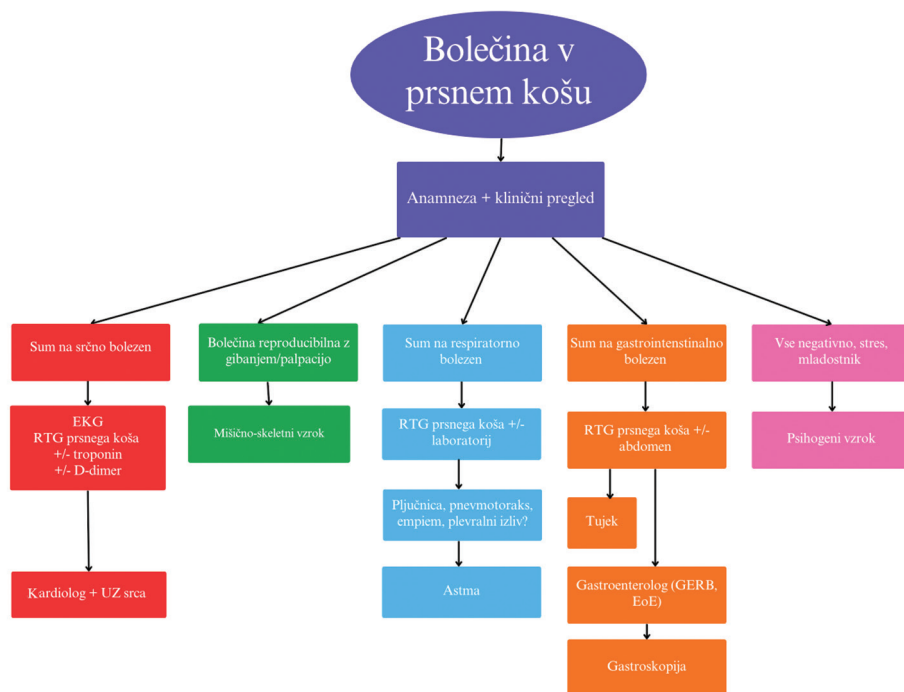 Bolečina v
prsnem košu
Anamneza + klinični pregled
Sum na srčno bolezen
Bolečina reproducibilna z
gibanjem/palpacijo
Sum na respiratorno
bolezen
Sum na gastrointenstinalno
bolezen
Vse negativno, stres,
mladostnik
EKG
RTG prsnega koša
+/- troponin
+/- D-dimer
Mišično-skeletni vzrok
RTG prsnega koša +/-
laboratorij
RTG prsnega koša +/-
abdomen
Psihogeni vzrok
Pljučnica, pnevmotoraks,
empiem, plevralni izliv?
Tujek
Kardiolog + UZ srca
Astma
Gastroenterolog (GERB,
EoE)
Gastroskopija